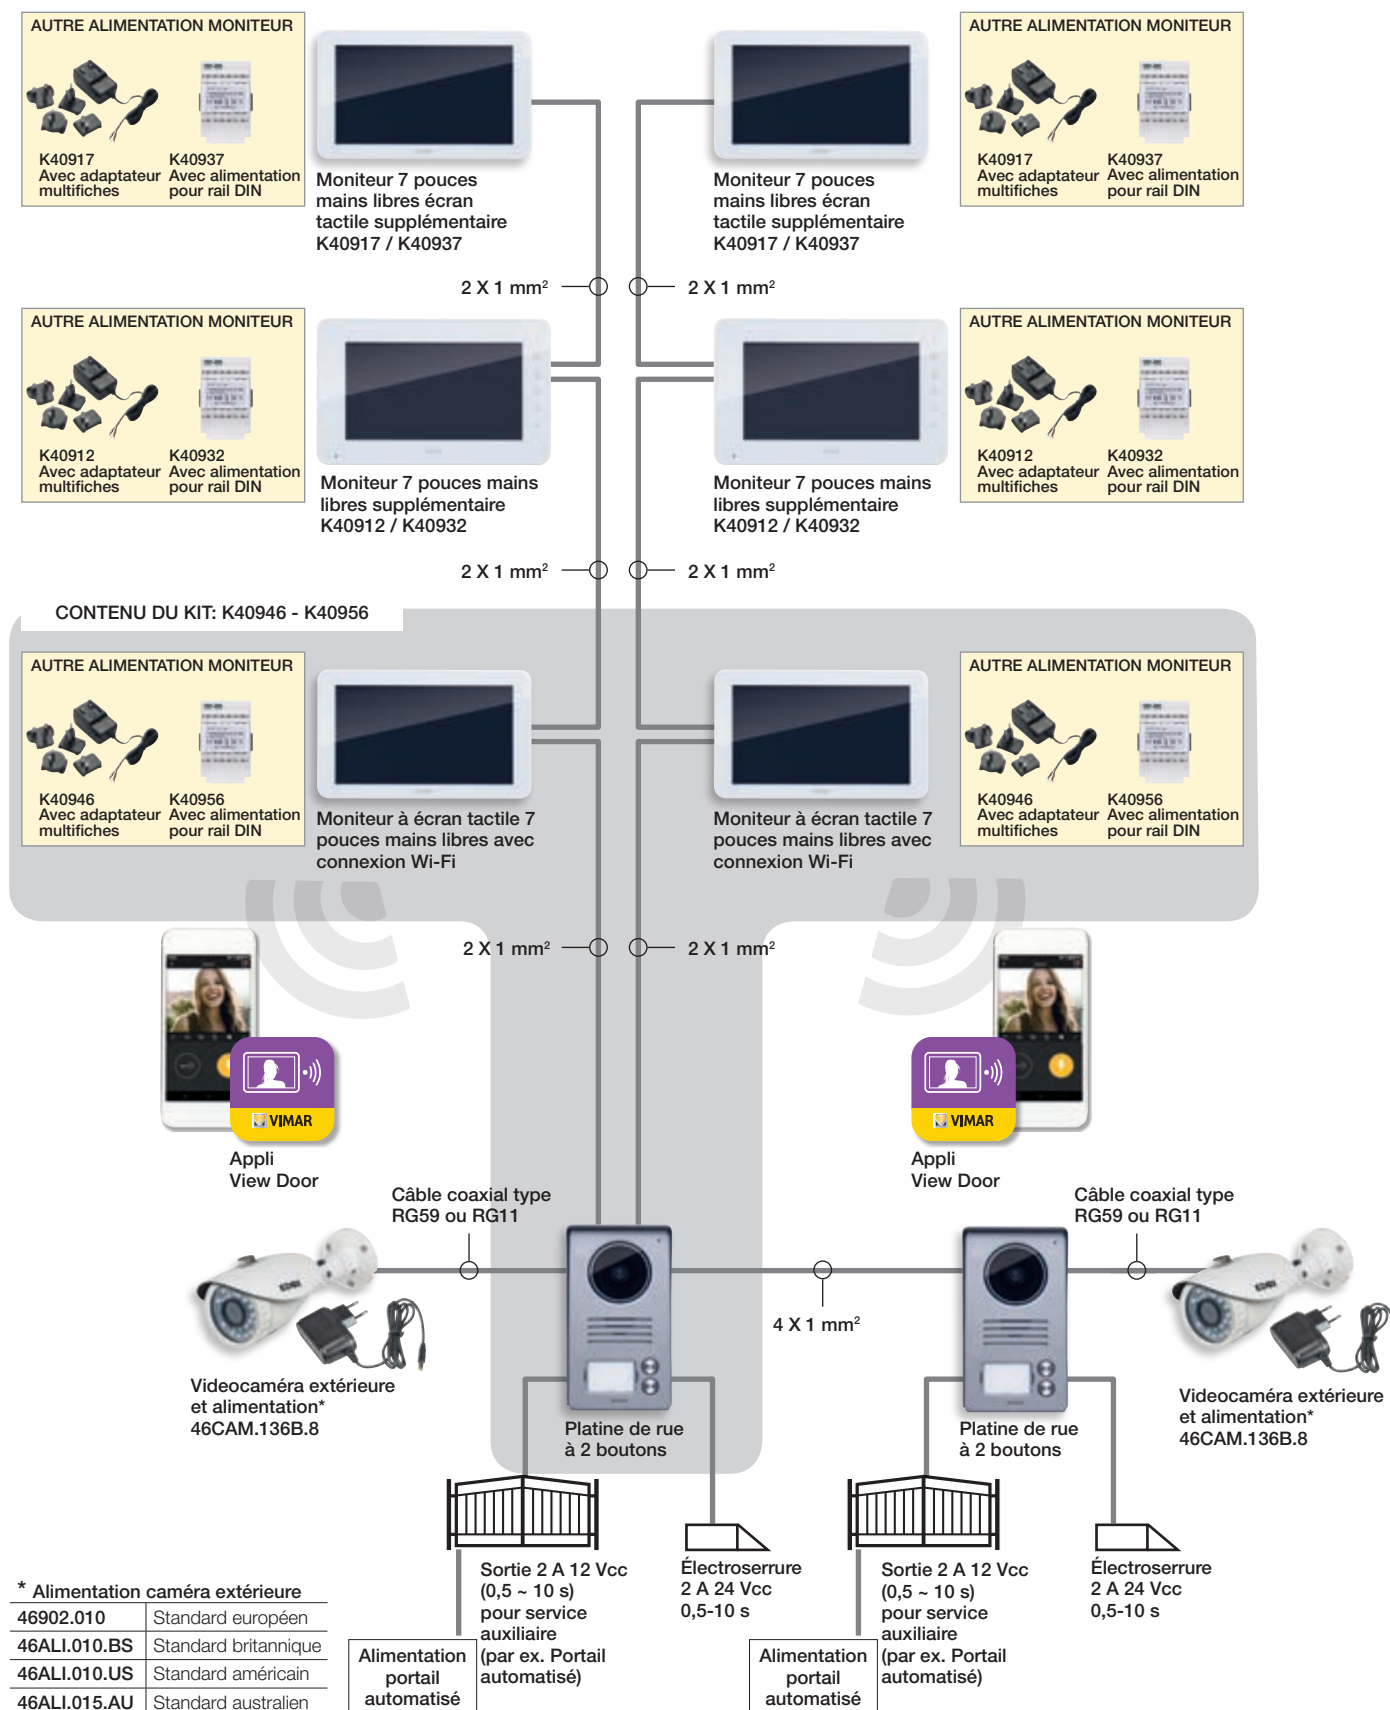 AUTRE ALIMENTATION MONITEUR
K40917
Avec adaptateur
multifiches
K40937
Avec alimentation
pour rail DIN
Moniteur 7 pouces
mains libres écran
tactile supplémentaire
K40917 / K40937
Moniteur 7 pouces
mains libres écran
tactile supplémentaire
K40917 / K40937
AUTRE ALIMENTATION MONITEUR
K40917
Avec adaptateur
multifiches
K40937
Avec alimentation
pour rail DIN
2 X 1 mm²
2 X 1 mm²
AUTRE ALIMENTATION MONITEUR
K40912
Avec adaptateur
multifiches
K40932
Avec alimentation
pour rail DIN
Moniteur 7 pouces mains
libres supplémentaire
K40912 / K40932
Moniteur 7 pouces mains
libres supplémentaire
K40912 / K40932
AUTRE ALIMENTATION MONITEUR
K40912
Avec adaptateur
multifiches
K40932
Avec alimentation
pour rail DIN
2 X 1 mm²
2 X 1 mm²
CONTENU DU KIT: K40946 - K40956
AUTRE ALIMENTATION MONITEUR
K40946
Avec adaptateur
multifiches
K40956
Avec alimentation
pour rail DIN
Moniteur à écran tactile 7
pouces mains libres avec
connexion Wi-Fi
Moniteur à écran tactile 7
pouces mains libres avec
connexion Wi-Fi
AUTRE ALIMENTATION MONITEUR
K40946
Avec adaptateur
multifiches
K40956
Avec alimentation
pour rail DIN
2 X 1 mm²
2 X 1 mm²
VIMAR
Appli
View Door
VIMAR
Appli
View Door
Câble coaxial type
RG59 ou RG11
Câble coaxial type
RG59 ou RG11
4 X 1 mm²
Videocaméra extérieure
et alimentation*
46CAM.136B.8
Platine de rue
à 2 boutons
Platine de rue
à 2 boutons
Videocaméra extérieure
et alimentation*
46CAM.136B.8
Sortie 2 A 12 Vcc
(0,5 ~ 10 s)
pour service
auxiliaire
(par ex. Portail
automatisé)
Électroserrure
2 A 24 Vcc
0,5-10 s
Sortie 2 A 12 Vcc
(0,5 ~ 10 s)
pour service
auxiliaire
(par ex. Portail
automatisé)
Électroserrure
2 A 24 Vcc
0,5-10 s
Alimentation
portail
automatisé
Alimentation
portail
automatisé
* Alimentation caméra extérieure
46902.010 Standard européen
46ALI.010.BS Standard britannique
46ALI.010.US Standard américain
46ALI.015.AU Standard australien